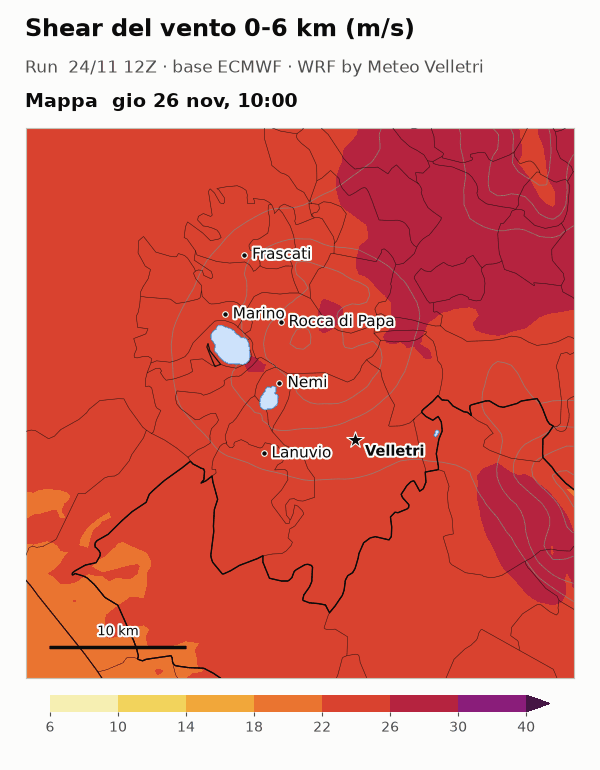 Shear del vento 0-6 km (m/s)
Run  24/11 12Z · base ECMWF · WRF by Meteo Velletri
Mappa  gio 26 nov, 10:00
Frascati
Marino
Rocca di Papa
Nemi
Velletri
Lanuvio
10 km
6 10 14 18 22 26 30 40